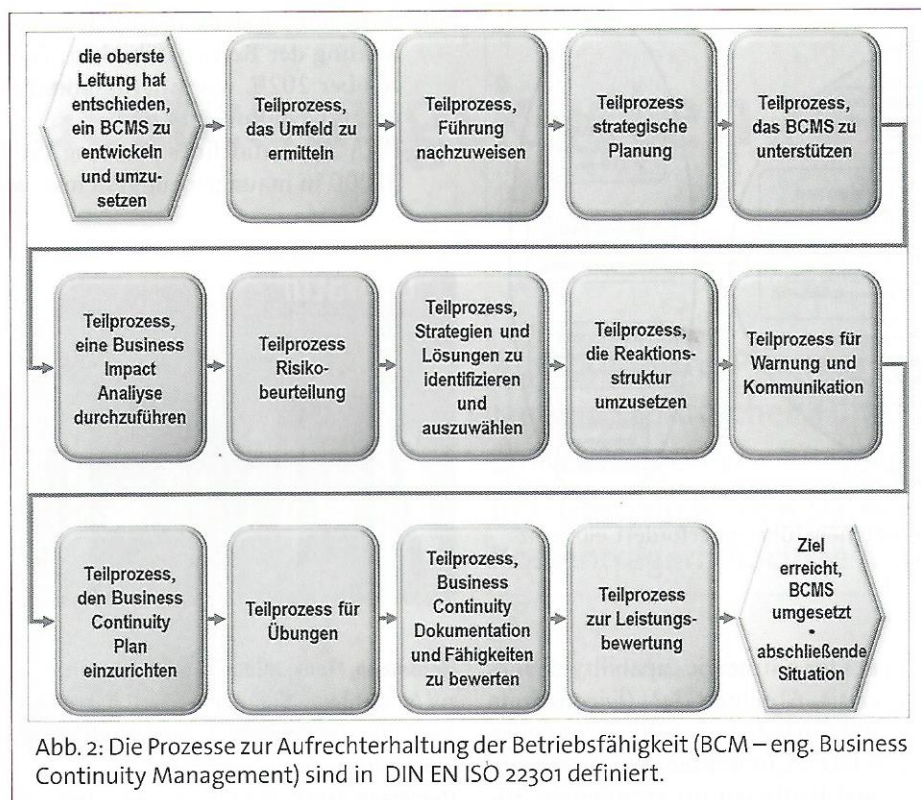 die oberste
Leitung hat
entschieden,
ein BCMS zu
entwickeln
und umzu-
setzen
Teilprozess,
das Umfeld zu
ermitteln
Teilprozess,
Führung
nachzuweisen
Teilprozess
strategische
Planung
Teilprozess,
das BCMS zu
unterstützen
Teilprozess,
eine Business
Impact
Analyse
durchzuführen
Teilprozess
Risiko-
beurteilung
Teilprozess,
Strategien und
Lösungen zu
identifizieren
und
auszuwählen
Teilprozess,
die Reaktions-
struktur
umzusetzen
Teilprozess für
Warnung und
Kommunikation
Teilprozess,
den Business
Continuity
Plan
einzurichten
Teilprozess für
Übungen
Teilprozess,
Business
Continuity
Dokumentation
und Fähigkeiten
zu bewerten
Teilprozess
zur Leistungs-
bewertung
Ziel
erreicht,
BCMS
umgesetzt
•
abschließende
Situation
Abb. 2: Die Prozesse zur Aufrechterhaltung der Betriebsfähigkeit (BCM – eng. Business
Continuity Management) sind in DIN EN ISO 22301 definiert.